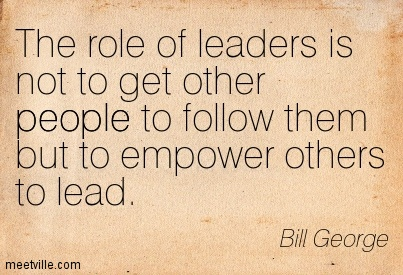 The role of leaders is
not to get other
people to follow them
but to empower others
to lead.
Bill George
meetville.com